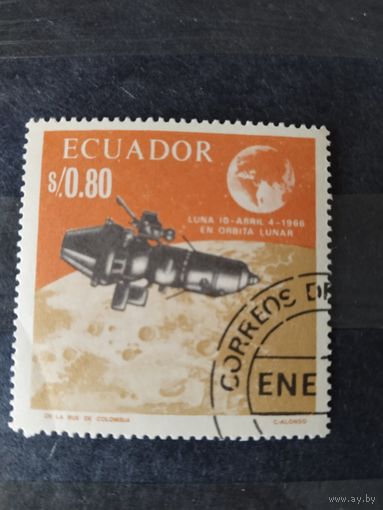 ECUADOR
S/.0.80
LUNA 10-ABRIL 4-1966
EN ORBITA LUNAR
CORREOS DE
ENE
DE LA RUE DE COLOMBIA
C-ALONSO
www.ay.by